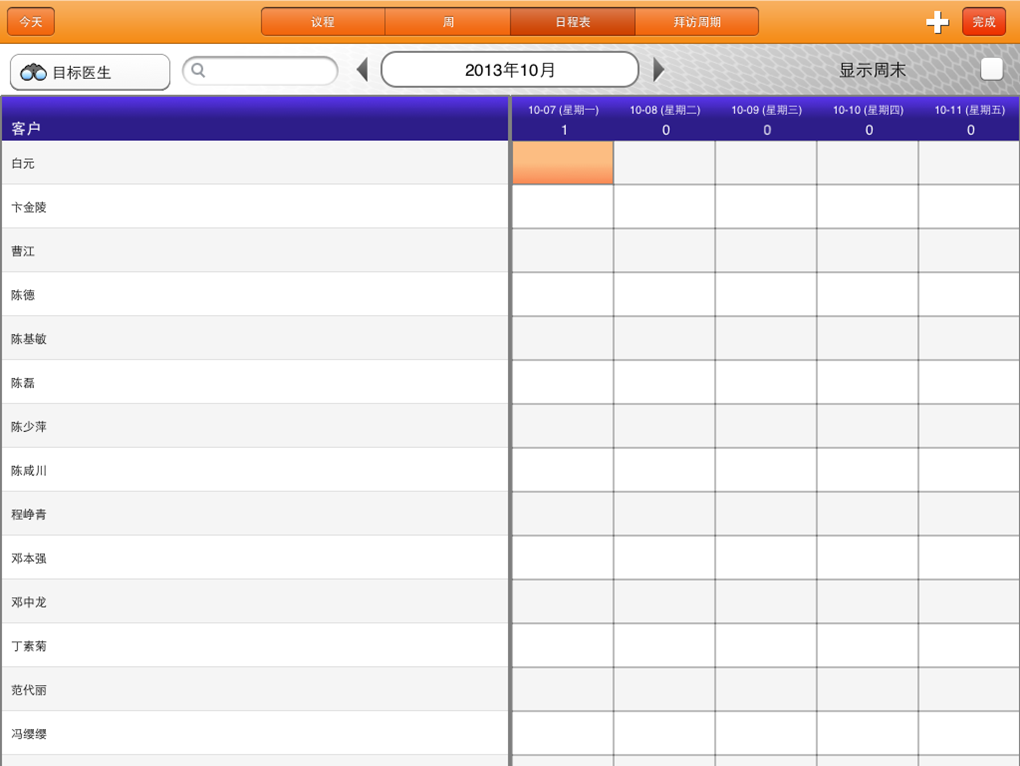 今天 议程 周 日程表 拜访周期 完成
目标医生 2013年10月 显示周末
客户 10-07 (星期一) 10-08 (星期二) 10-09 (星期三) 10-10 (星期四) 10-11 (星期五)
1 0 0 0 0
白元
卞金陵
曹江
陈德
陈基敏
陈磊
陈少萍
陈咸川
程峥青
邓本强
邓中龙
丁素菊
范代丽
冯缨缨